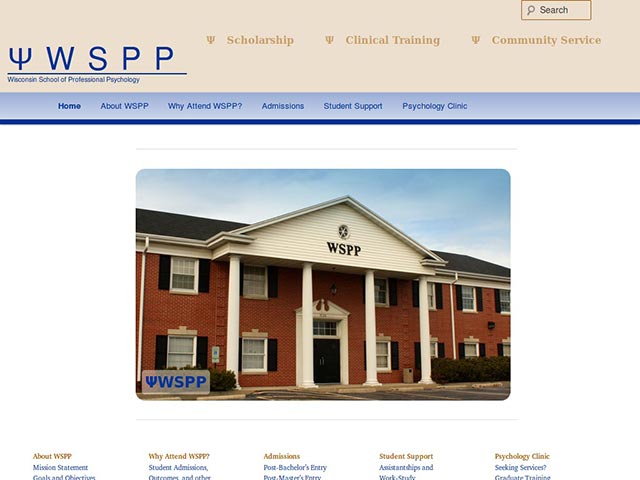 Search
Ψ Scholarship Ψ Clinical Training Ψ Community Service
ΨWSPP
Wisconsin School of Professional Psychology
Home About WSPP Why Attend WSPP? Admissions Student Support Psychology Clinic
WSPP
ΨWSPP
About WSPP Why Attend WSPP? Admissions Student Support Psychology Clinic
Mission Statement Student Admissions, Post-Bachelor's Entry Assistantships and Seeking Services?
Goals and Objectives Outcomes, and other Post-Master's Entry Work-Study Graduate Training